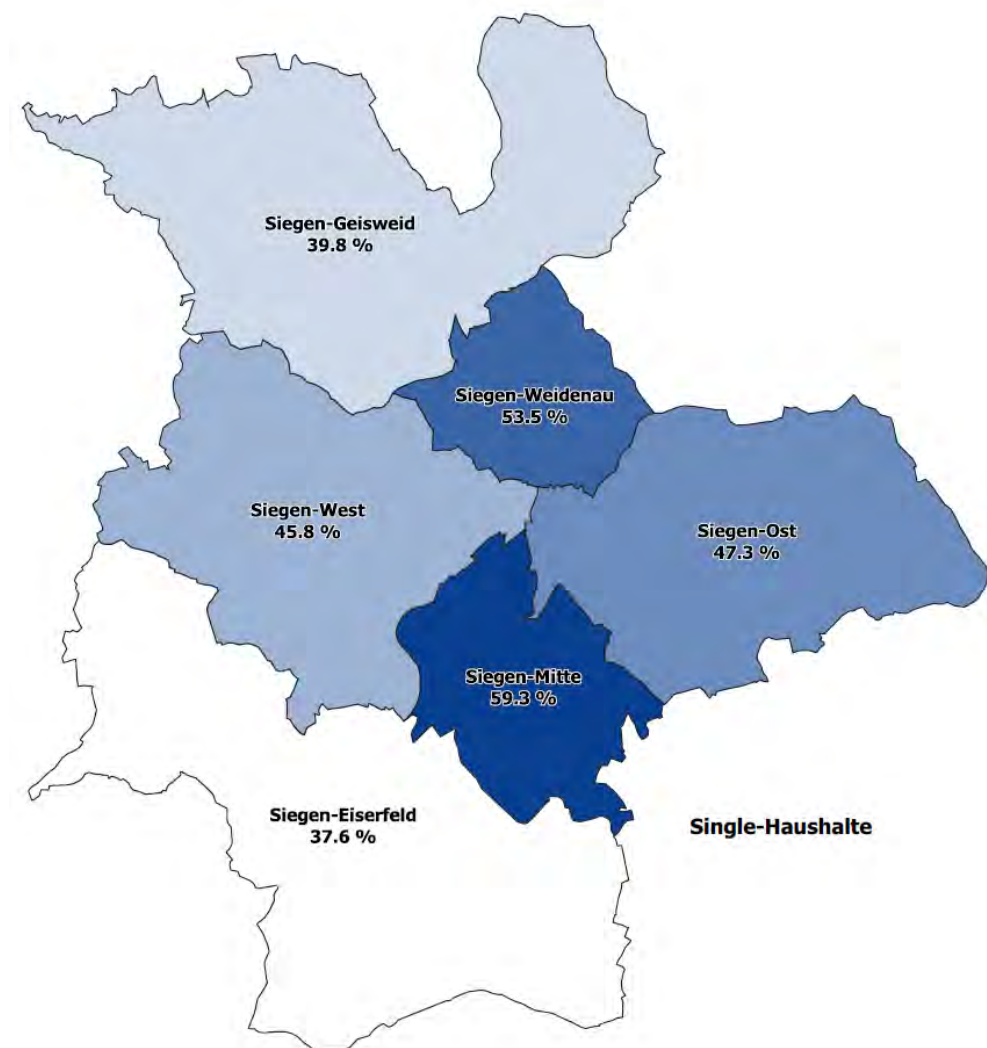 Siegen-Geisweid
39.8 %
Siegen-Weidenau
53.5 %
Siegen-West
45.8 %
Siegen-Ost
47.3 %
Siegen-Mitte
59.3 %
Siegen-Eiserfeld
37.6 %
Single-Haushalte